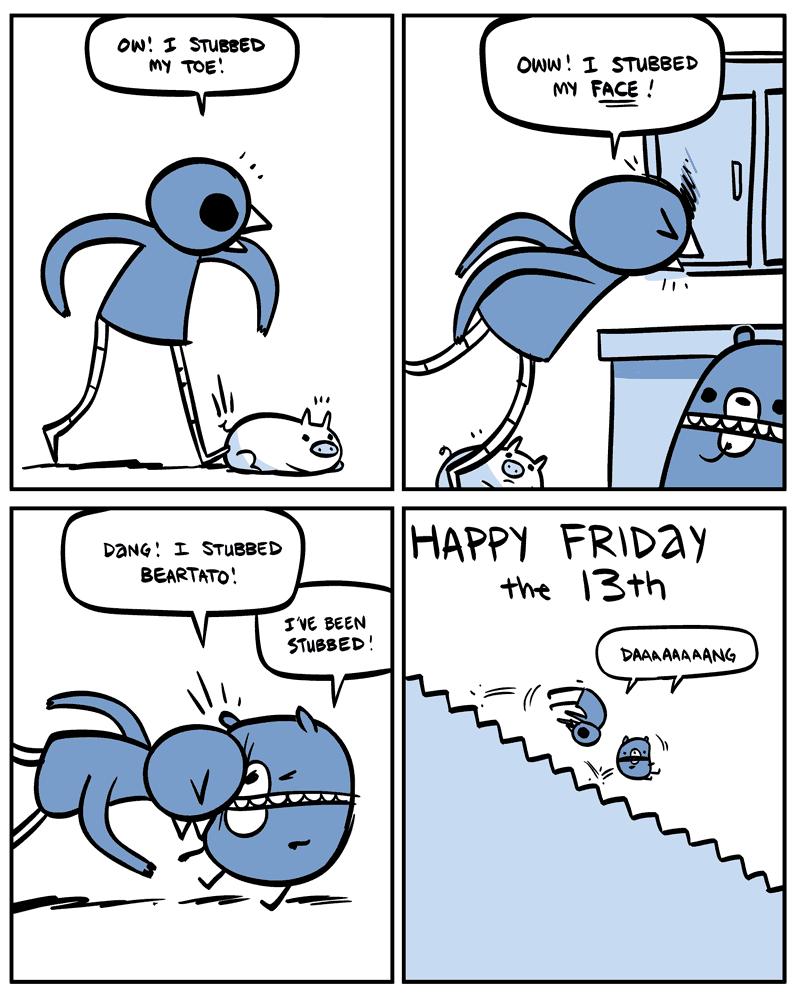 OW! I STUBBED
MY TOE!
OWW! I STUBBED
MY FACE!
DANG! I STUBBED
BEARTATO!
I'VE BEEN
STUBBED!
HAPPY FRIDAY
the 13th
DAAAAAAAANG